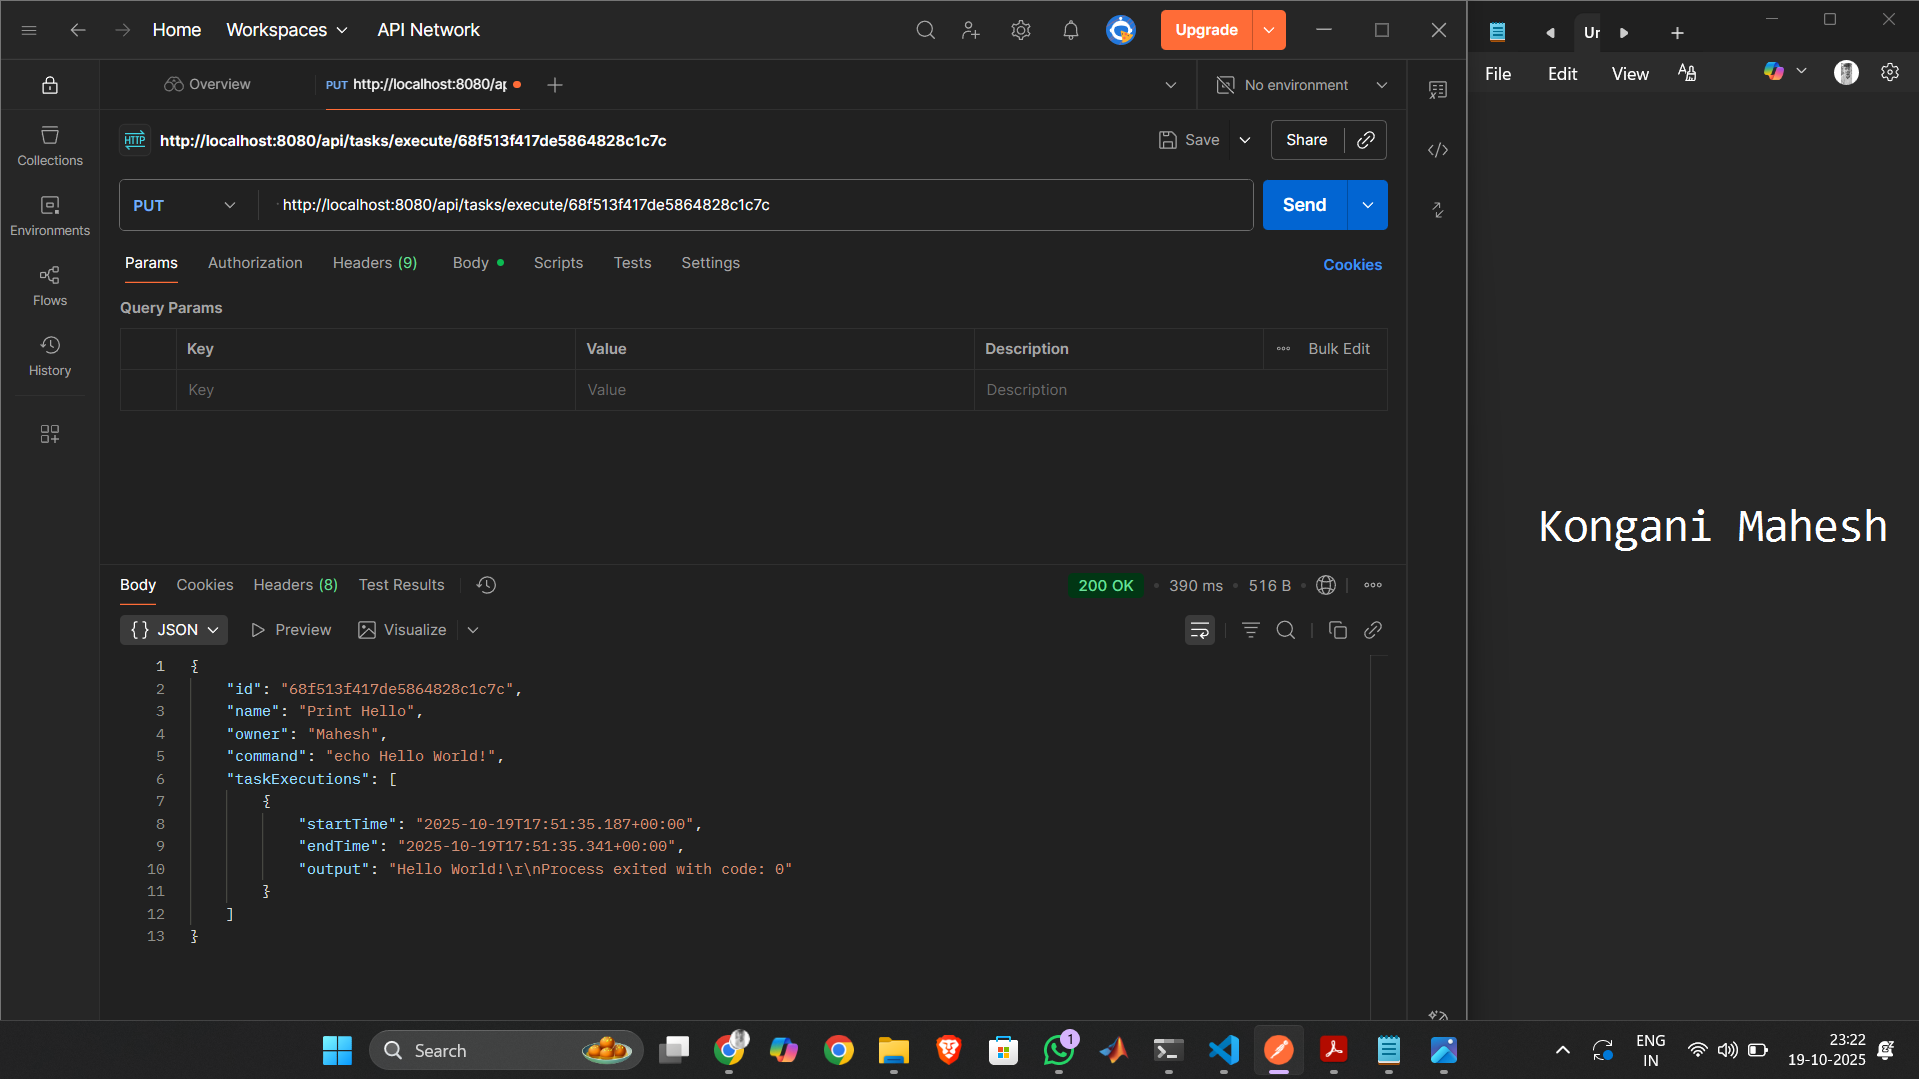 Home
Workspaces
API Network
Upgrade
Overview
PUT http://localhost:8080/ap
No environment
File
Edit
View
http://localhost:8080/api/tasks/execute/68f513f417de5864828c1c7c
Save
Share
PUT
http://localhost:8080/api/tasks/execute/68f513f417de5864828c1c7c
Send
Collections
Environments
Flows
History
Params
Authorization
Headers (9)
Body
Scripts
Tests
Settings
Cookies
Query Params
Key
Value
Description
Bulk Edit
Key
Value
Description
Kongani Mahesh
Body
Cookies
Headers (8)
Test Results
200 OK
390 ms
516 B
{} JSON
Preview
Visualize
1 {
2 "id": "68f513f417de5864828c1c7c",
3 "name": "Print Hello",
4 "owner": "Mahesh",
5 "command": "echo Hello World!",
6 "taskExecutions": [
7 {
8 "startTime": "2025-10-19T17:51:35.187+00:00",
9 "endTime": "2025-10-19T17:51:35.341+00:00",
10 "output": "Hello World!\r\nProcess exited with code: 0"
11 }
12 ]
13 }
Search
1
ENG
IN
23:22
19-10-2025